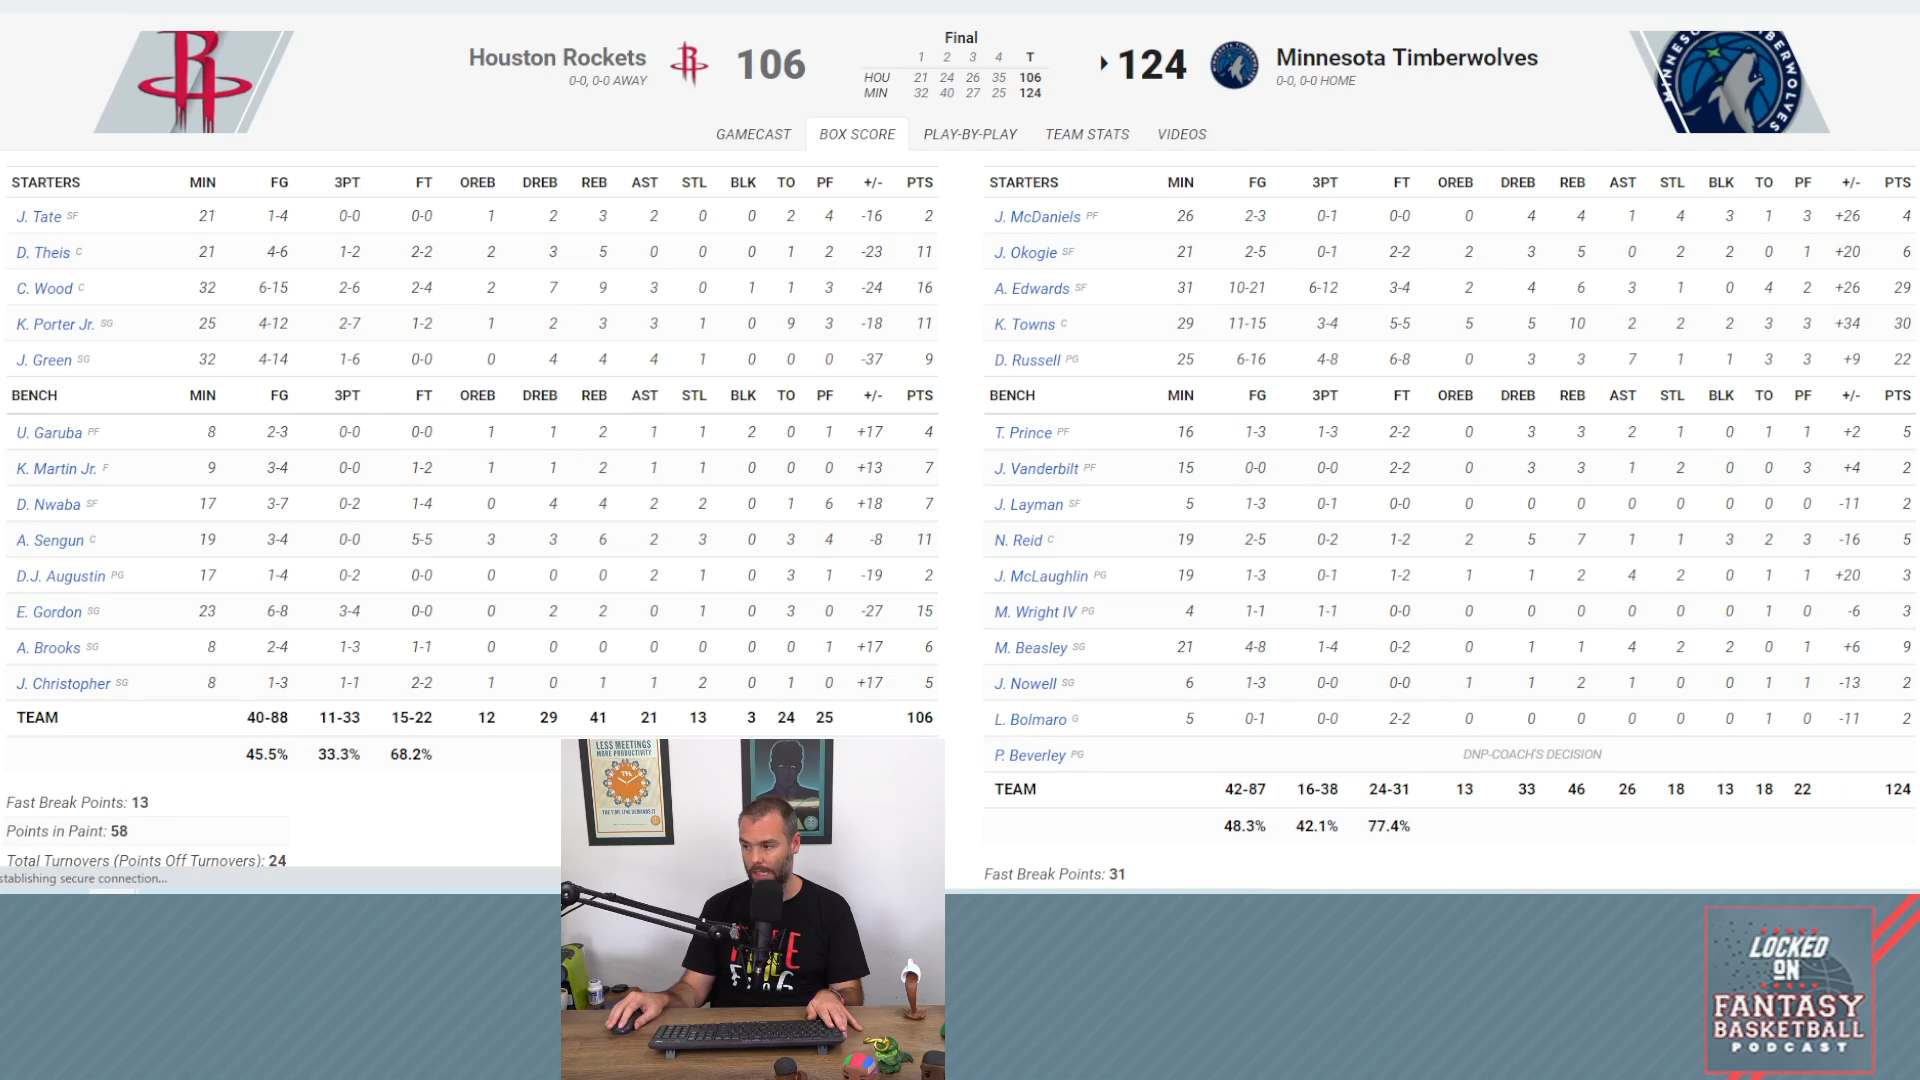 Houston Rockets
0-0, 0-0 AWAY
106
Final
1 2 3 4 T
HOU 21 24 26 35 106
MIN 32 40 27 25 124
124
Minnesota Timberwolves
0-0, 0-0 HOME
MINNESOTA TIMBERWOLVES
GAMECAST BOX SCORE PLAY-BY-PLAY TEAM STATS VIDEOS
STARTERS MIN FG 3PT FT OREB DREB REB AST STL BLK TO PF +/- PTS
J. Tate SF 21 1-4 0-0 0-0 1 2 3 2 0 0 2 4 -16 2
D. Theis C 21 4-6 1-2 2-2 2 3 5 0 0 0 1 2 -23 11
C. Wood C 32 6-15 2-6 2-4 2 7 9 3 0 1 1 3 -24 16
K. Porter Jr. SG 25 4-12 2-7 1-2 1 2 3 3 1 0 9 3 -18 11
J. Green SG 32 4-14 1-6 0-0 0 4 4 4 1 0 0 0 -37 9
BENCH MIN FG 3PT FT OREB DREB REB AST STL BLK TO PF +/- PTS
U. Garuba PF 8 2-3 0-0 0-0 1 1 2 1 1 2 0 1 +17 4
K. Martin Jr. F 9 3-4 0-0 1-2 1 1 2 1 1 0 0 0 +13 7
D. Nwaba SF 17 3-7 0-2 1-4 0 4 4 2 2 0 1 6 +18 7
A. Sengun C 19 3-4 0-0 5-5 3 3 6 2 3 0 3 4 -8 11
D.J. Augustin PG 17 1-4 0-2 0-0 0 0 0 2 1 0 3 1 -19 2
E. Gordon SG 23 6-8 3-4 0-0 0 2 2 0 1 0 3 0 -27 15
A. Brooks SG 8 2-4 1-3 1-1 0 0 0 0 0 0 0 1 +17 6
J. Christopher SG 8 1-3 1-1 2-2 1 0 1 1 2 0 1 0 +17 5
TEAM 40-88 11-33 15-22 12 29 41 21 13 3 24 25 106
45.5% 33.3% 68.2%
Fast Break Points: 13
Points in Paint: 58
Total Turnovers (Points Off Turnovers): 24
stablishing secure connection...
STARTERS MIN FG 3PT FT OREB DREB REB AST STL BLK TO PF +/- PTS
J. McDaniels PF 26 2-3 0-1 0-0 0 4 4 1 4 3 1 3 +26 4
J. Okogie SF 21 2-5 0-1 2-2 2 3 5 0 2 2 0 1 +20 6
A. Edwards SF 31 10-21 6-12 3-4 2 4 6 3 1 0 4 2 +26 29
K. Towns C 29 11-15 3-4 5-5 5 5 10 2 2 2 3 3 +34 30
D. Russell PG 25 6-16 4-8 6-8 0 3 3 7 1 1 3 3 +9 22
BENCH MIN FG 3PT FT OREB DREB REB AST STL BLK TO PF +/- PTS
T. Prince PF 16 1-3 1-3 2-2 0 3 3 2 1 0 1 1 +2 5
J. Vanderbilt PF 15 0-0 0-0 2-2 0 3 3 1 2 0 0 3 +4 2
J. Layman SF 5 1-3 0-1 0-0 0 0 0 0 0 0 0 0 -11 2
N. Reid C 19 2-5 0-2 1-2 2 5 7 1 1 3 2 3 -16 5
J. McLaughlin PG 19 1-3 0-1 1-2 1 1 2 4 2 0 1 1 +20 3
M. Wright IV PG 4 1-1 1-1 0-0 0 0 0 0 0 0 1 0 -6 3
M. Beasley SG 21 4-8 1-4 0-2 0 1 1 4 2 2 0 1 +6 9
J. Nowell SG 6 1-3 0-0 0-0 1 1 2 1 0 0 1 1 -13 2
L. Bolmaro G 5 0-1 0-0 2-2 0 0 0 0 0 0 1 0 -11 2
P. Beverley PG DNP-COACH'S DECISION
TEAM 42-87 16-38 24-31 13 33 46 26 18 13 18 22 124
48.3% 42.1% 77.4%
Fast Break Points: 31
LESS MEETINGS
MORE PRODUCTIVITY
LOCKED
ON
FANTASY
BASKETBALL
PODCAST